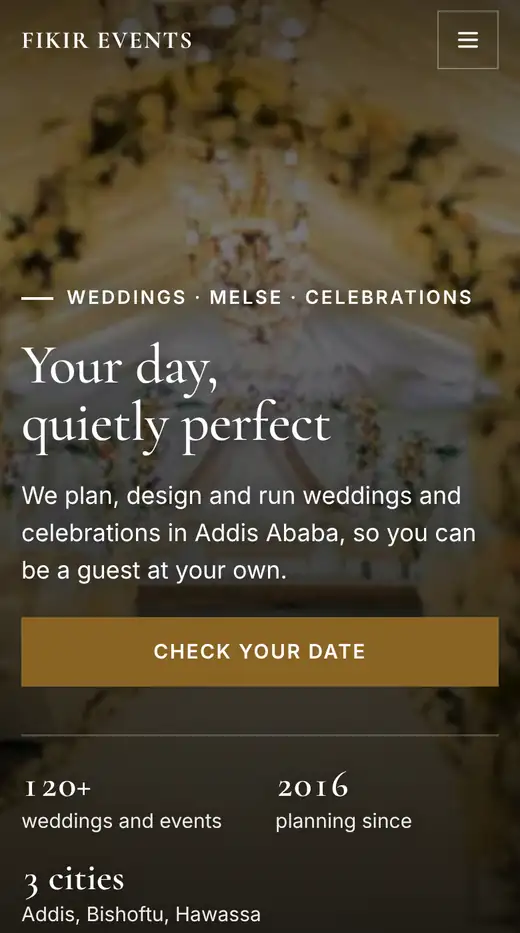 FIKIR EVENTS
WEDDINGS · MELSE · CELEBRATIONS
Your day,
quietly perfect
We plan, design and run weddings and
celebrations in Addis Ababa, so you can
be a guest at your own.
CHECK YOUR DATE
120+
weddings and events
2016
planning since
3 cities
Addis, Bishoftu, Hawassa